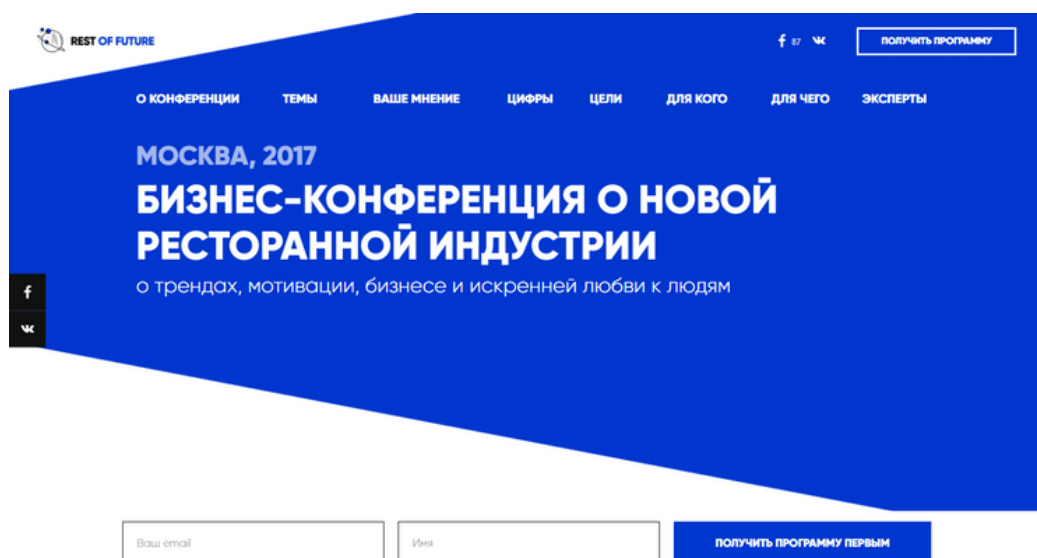 REST OF FUTURE
87
ПОЛУЧИТЬ ПРОГРАММУ
О КОНФЕРЕНЦИИ ТЕМЫ ВАШЕ МНЕНИЕ ЦИФРЫ ЦЕЛИ ДЛЯ КОГО ДЛЯ ЧЕГО ЭКСПЕРТЫ
МОСКВА, 2017
БИЗНЕС-КОНФЕРЕНЦИЯ О НОВОЙ
РЕСТОРАННОЙ ИНДУСТРИИ
о трендах, мотивации, бизнесе и искренней любви к людям
Ваш email
Имя
ПОЛУЧИТЬ ПРОГРАММУ ПЕРВЫМ